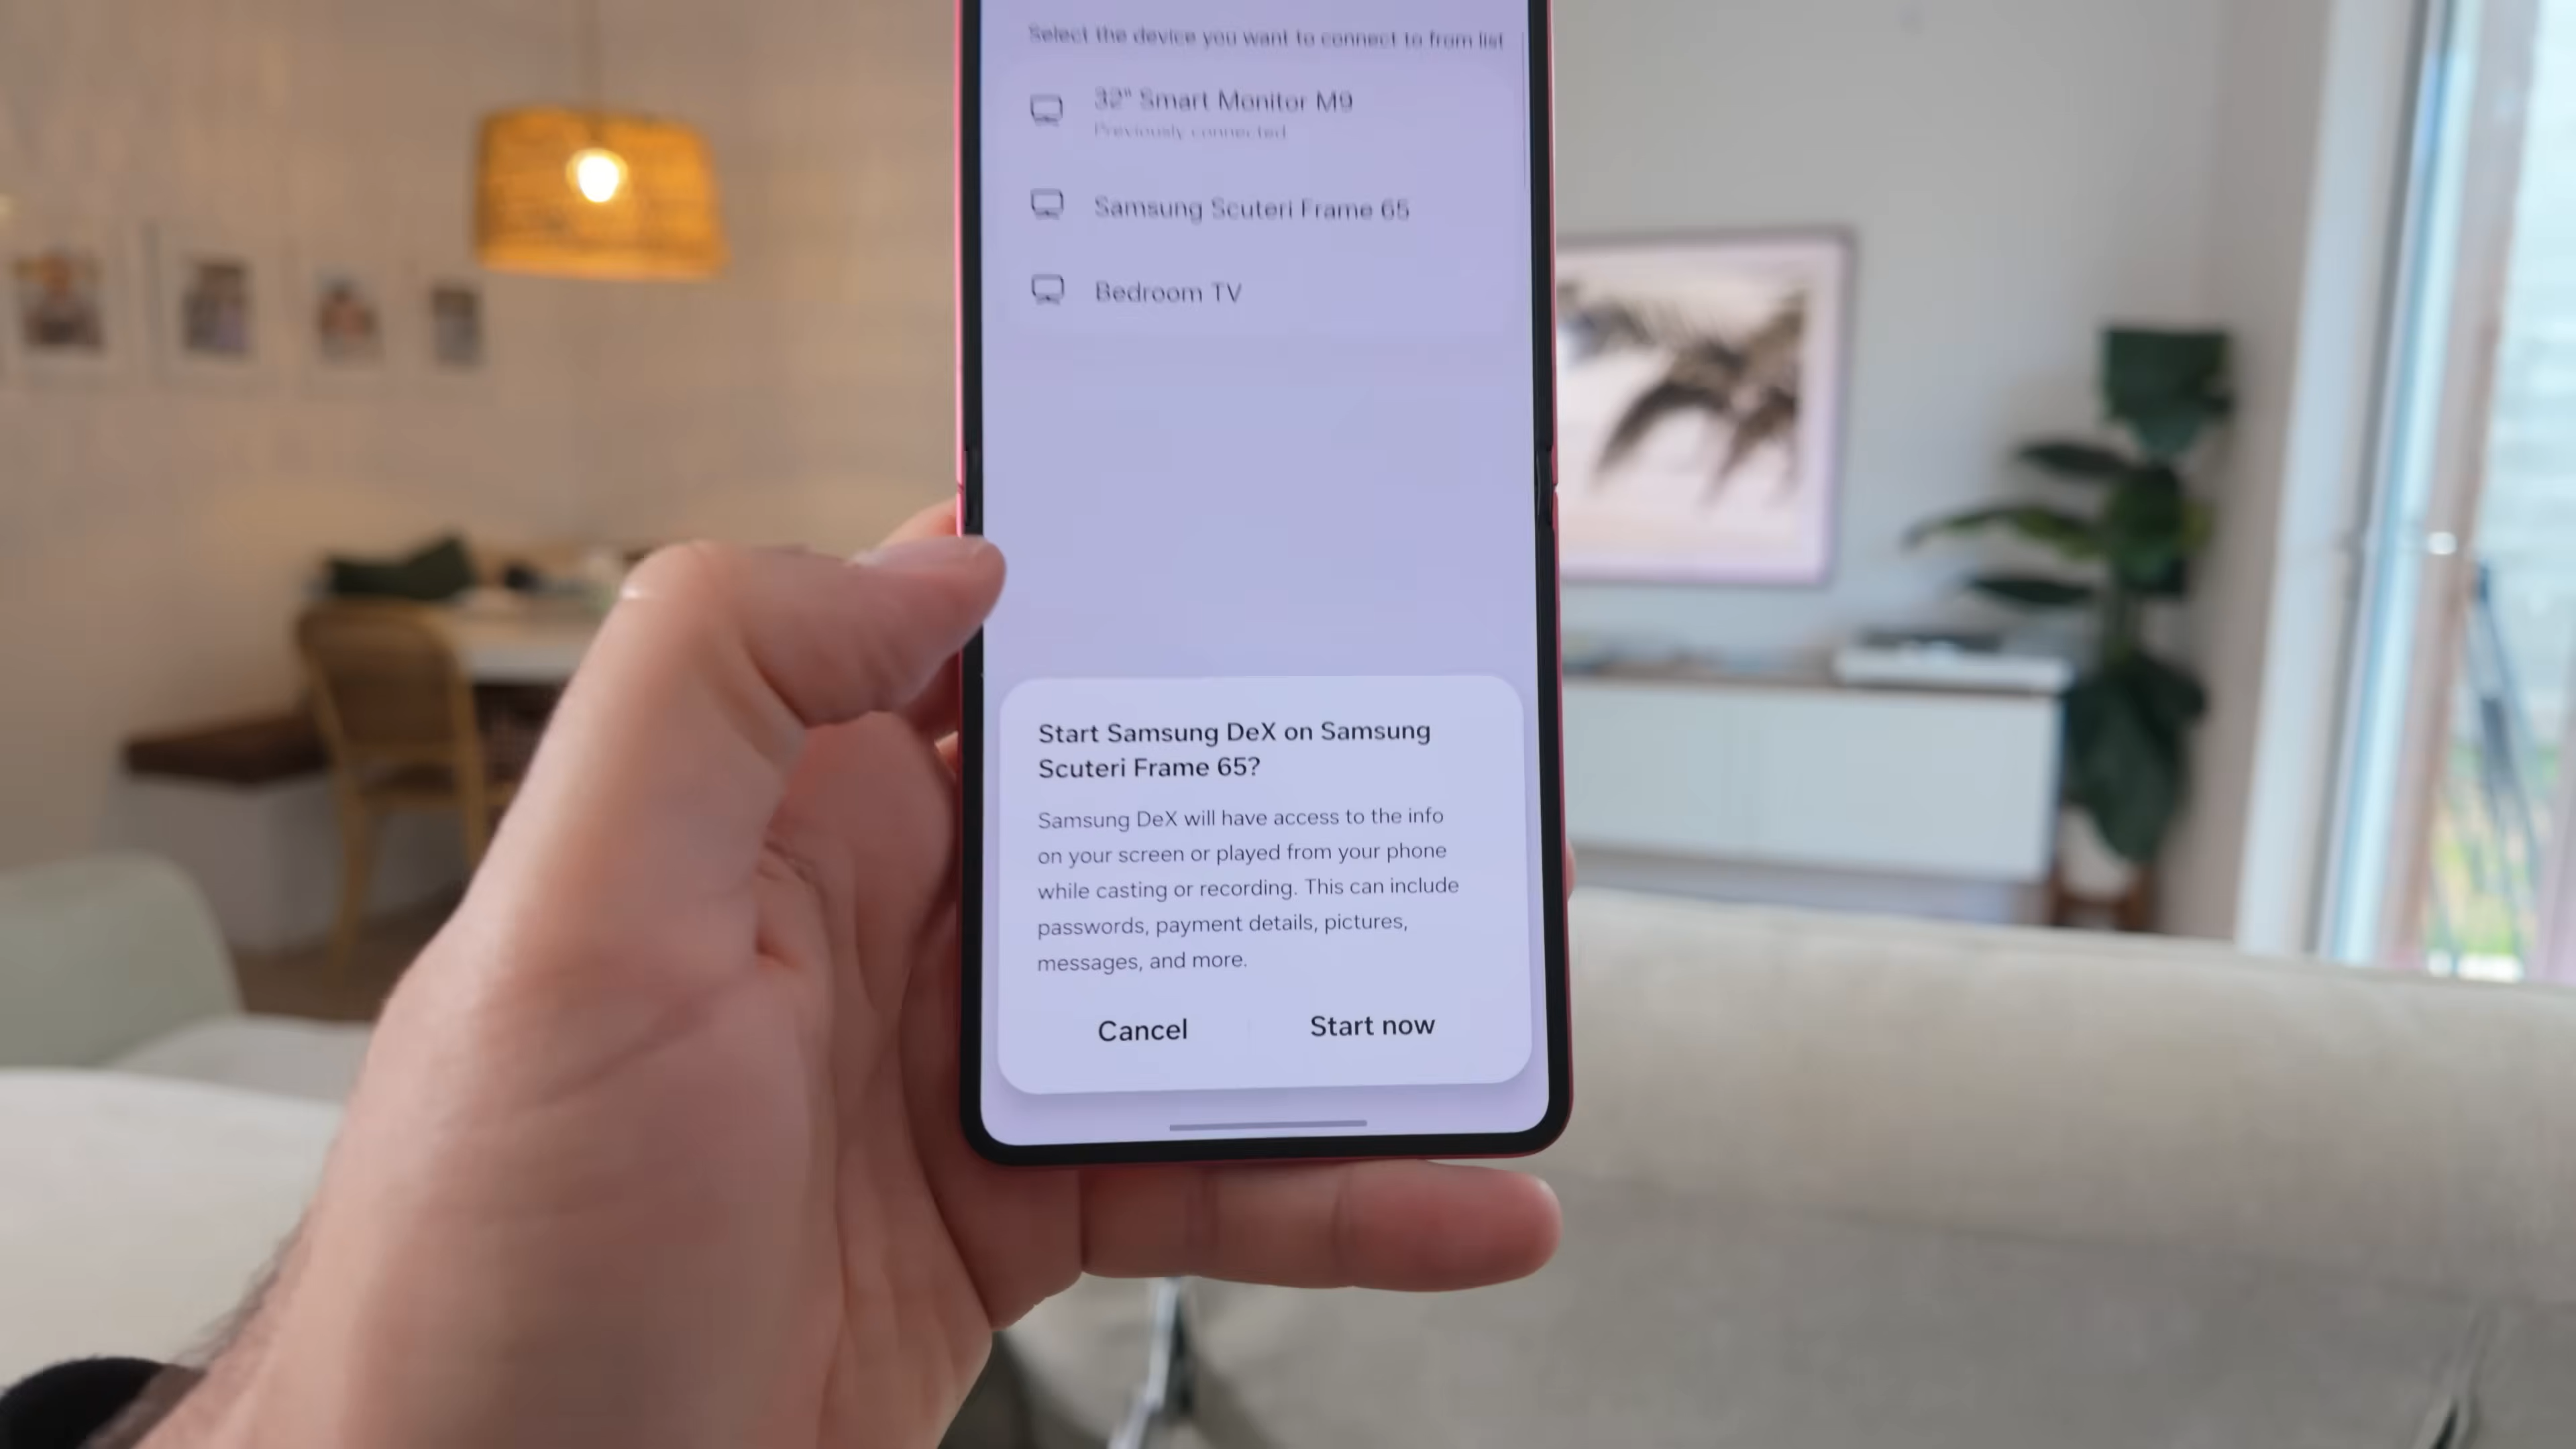 Select the device you want to connect to from list
32" Smart Monitor M9
Previously connected
Samsung Scuteri Frame 65
Bedroom TV
Start Samsung DeX on Samsung
Scuteri Frame 65?
Samsung DeX will have access to the info
on your screen or played from your phone
while casting or recording. This can include
passwords, payment details, pictures,
messages, and more.
Cancel
Start now